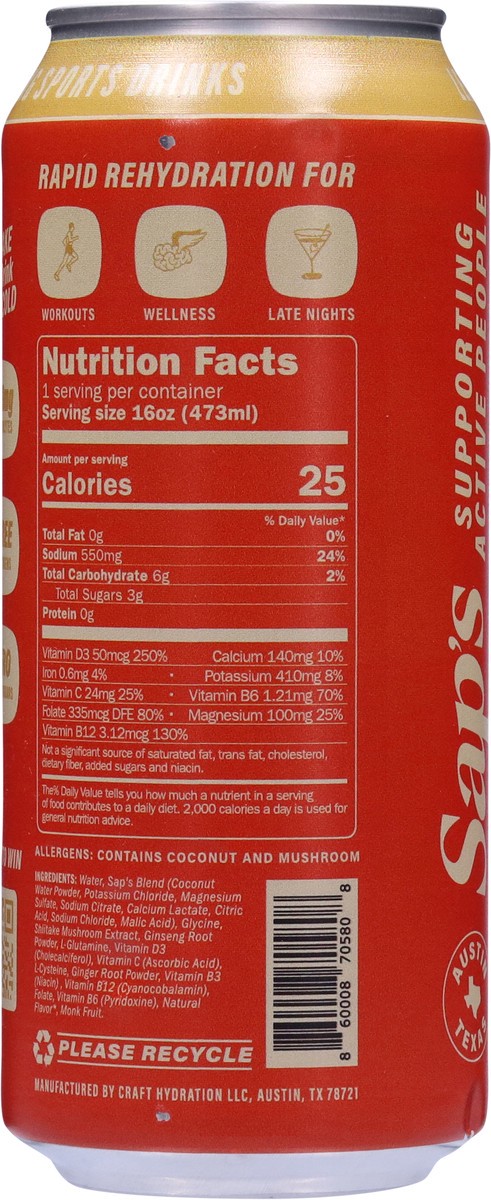 SPORTS DRINKS
RAPID REHYDRATION FOR
WORKOUTS
WELLNESS
LATE NIGHTS
Nutrition Facts
1 serving per container
Serving size 16oz (473ml)
Amount per serving
Calories 25
% Daily Value*
Total Fat 0g 0%
Sodium 550mg 24%
Total Carbohydrate 6g 2%
Total Sugars 3g
Protein 0g
Vitamin D3 50mcg 250% Calcium 140mg 10%
Iron 0.6mg 4% • Potassium 410mg 8%
Vitamin C 24mg 25% • Vitamin B6 1.21mg 70%
Folate 335mcg DFE 80% • Magnesium 100mg 25%
Vitamin B12 3.12mcg 130%
Not a significant source of saturated fat, trans fat, cholesterol,
dietary fiber, added sugars and niacin.
The% Daily Value tells you how much a nutrient in a serving
of food contributes to a daily diet. 2,000 calories a day is used for
general nutrition advice.
ALLERGENS: CONTAINS COCONUT AND MUSHROOM
INGREDIENTS: Water, Sap's Blend (Coconut
Water Powder, Potassium Chloride, Magnesium
Sulfate, Sodium Citrate, Calcium Lactate, Citric
Acid, Sodium Chloride, Malic Acid), Glycine,
Shiitake Mushroom Extract, Ginseng Root
Powder, L-Glutamine, Vitamin D3
(Cholecalciferol), Vitamin C (Ascorbic Acid),
L-Cysteine, Ginger Root Powder, Vitamin B3
(Niacin), Vitamin B12 (Cyanocobalamin),
Folate, Vitamin B6 (Pyridoxine), Natural
Flavor*, Monk Fruit.
8 60008 70580 8
PLEASE RECYCLE
MANUFACTURED BY CRAFT HYDRATION LLC, AUSTIN, TX 78721
Sap's
SUPPORTING
ACTIVE PEOPLE
AUSTIN
TEXAS
TO WIN